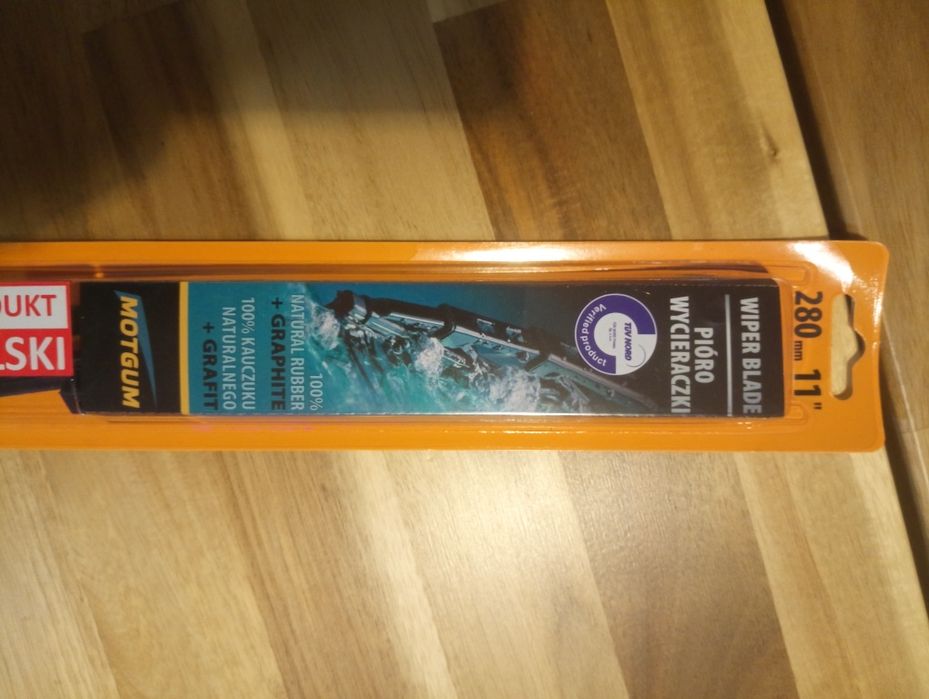 280 mm 11"
WIPER BLADE
PIÓRO
WYCIERACZKI
TÜV NORD
Verified product
100%
NATURAL RUBBER
+ GRAPHITE
100% KAUCZUKU
NATURALNEGO
+ GRAFIT
MOTGUM
DUKT
LSKI